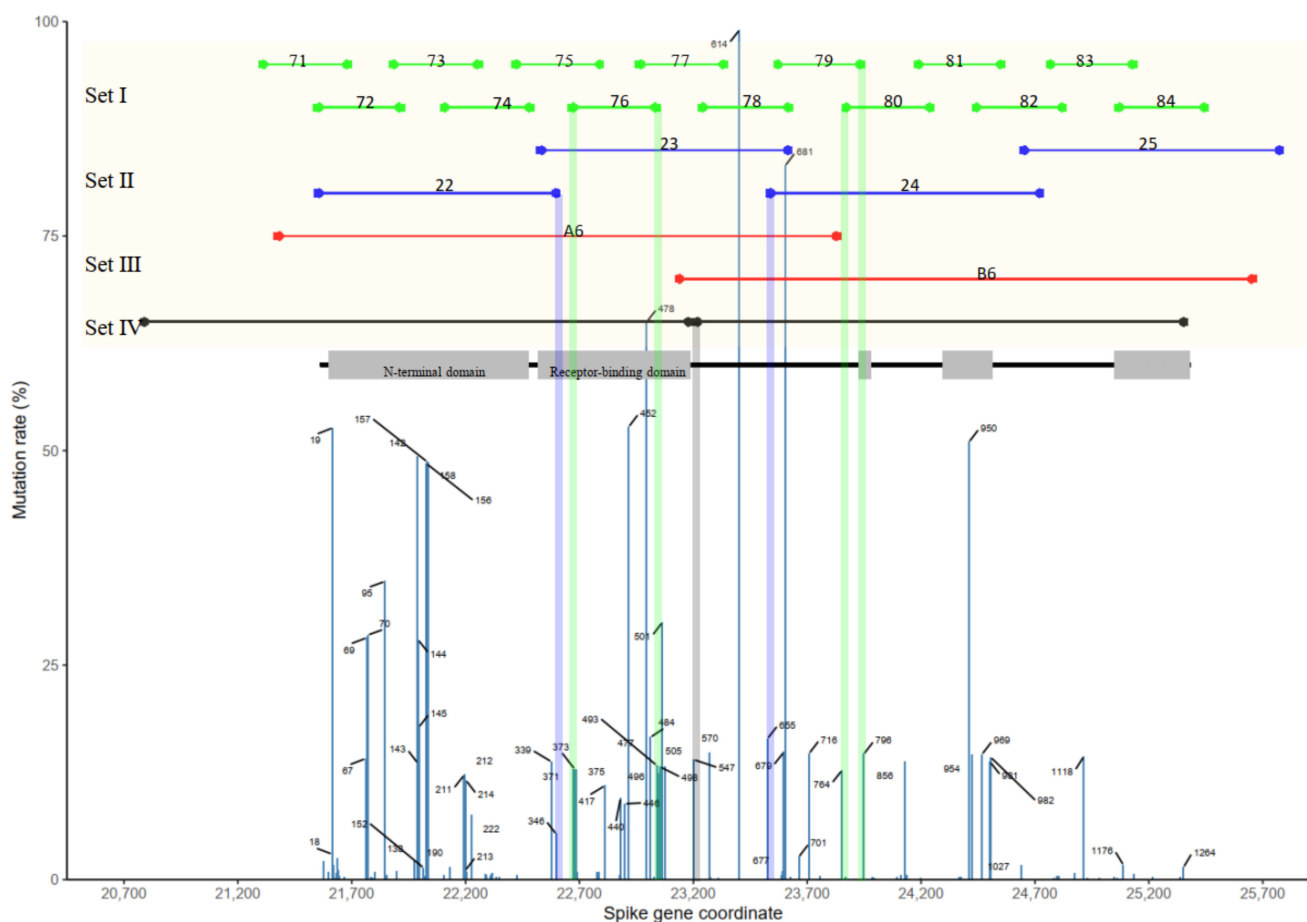 100
614
71 73 75 77 79 81 83
Set I
72 74 76 78 80 82 84
23 681 25
Set II
22 24
75
A6
Set III
B6
478
Set IV
N-terminal domain Receptor-binding domain
Mutation rate (%)
50
157
19 142 452 950
158
156
95
70
69
501
25
144
145
493 484 655
67 143 339 373 477 505 570 547 679 716 796 954 969 1118
212
211 214 371 375 496 498 764 856 981
417 982
222 346 440 446
152
18 138 190 213 677 701 1027 1176 1264
0
20,700 21,200 21,700 22,200 22,700 23,200 23,700 24,200 24,700 25,200 25,700
Spike gene coordinate